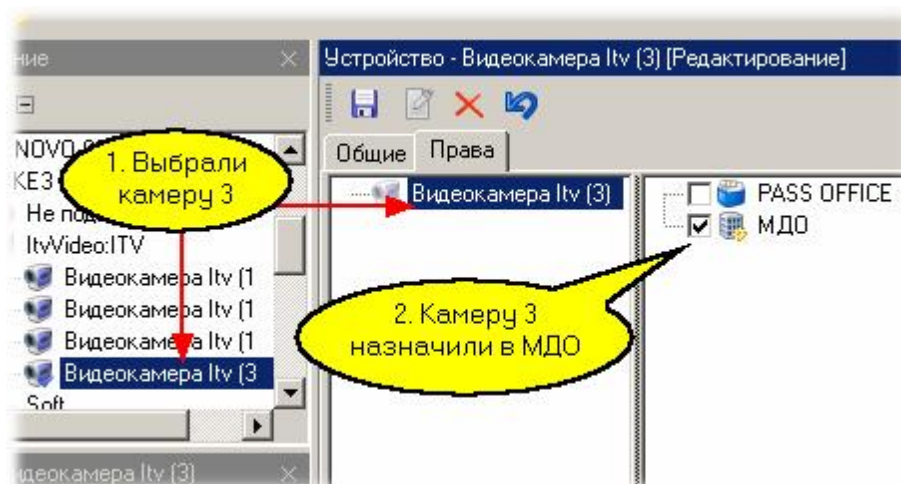 ние
Устройство - Видеокамера Itv (3) [Редактирование]
Общие
Права
1. Выбрали
камеру 3
Не под
ItvVideo:ITV
Видеокамера Itv (1
Видеокамера Itv (1
Видеокамера Itv (1
Видеокамера Itv (3
Soft
Видеокамера Itv (3)
PASS OFFICE
МДО
2. Камеру 3
назначили в МДО
идеокамера Itv (3)